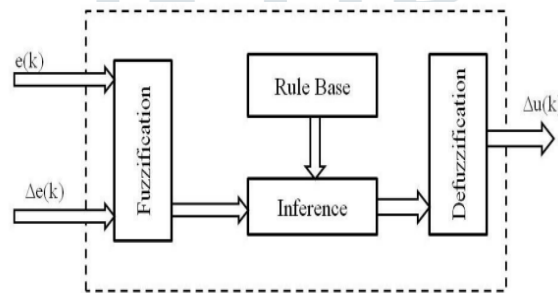 e(k)
Δe(k)
Fuzzification
Rule Base
Inference
Defuzzification
Δu(k